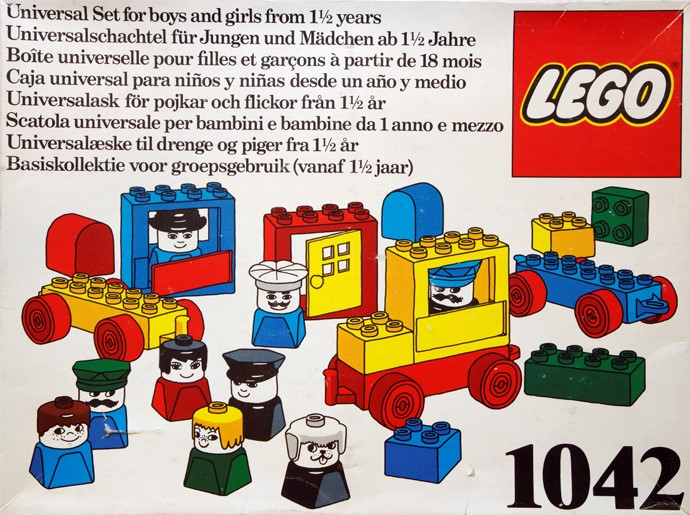 Universal Set for boys and girls from 1½ years
Universalschachtel für Jungen und Mädchen ab 1½ Jahre
Boîte universelle pour filles et garçons à partir de 18 mois
Caja universal para niños y niñas desde un año y medio
Universalask för pojkar och flickor från 1½ år
Scatola universale per bambini e bambine da 1 anno e mezzo
Universalæske til drenge og piger fra 1½ år
Basiskollektie voor groepsgebruik (vanaf 1½ jaar)
LEGO®
1042